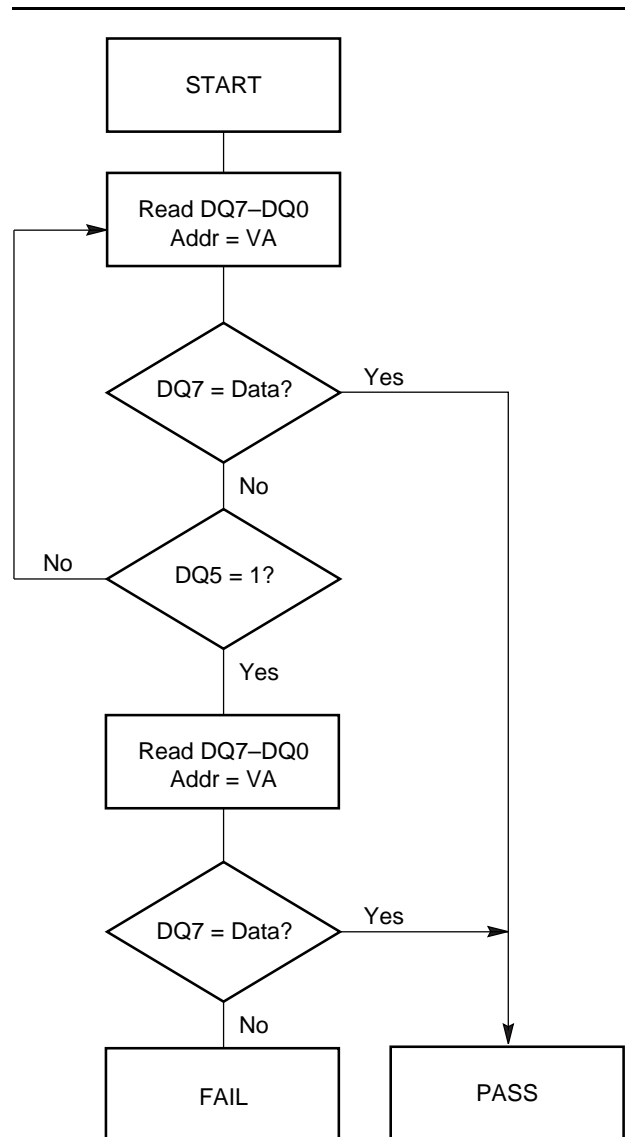 START
Read DQ7–DQ0
Addr = VA
DQ7 = Data?
Yes
No
No
DQ5 = 1?
Yes
Read DQ7–DQ0
Addr = VA
DQ7 = Data?
Yes
No
FAIL
PASS